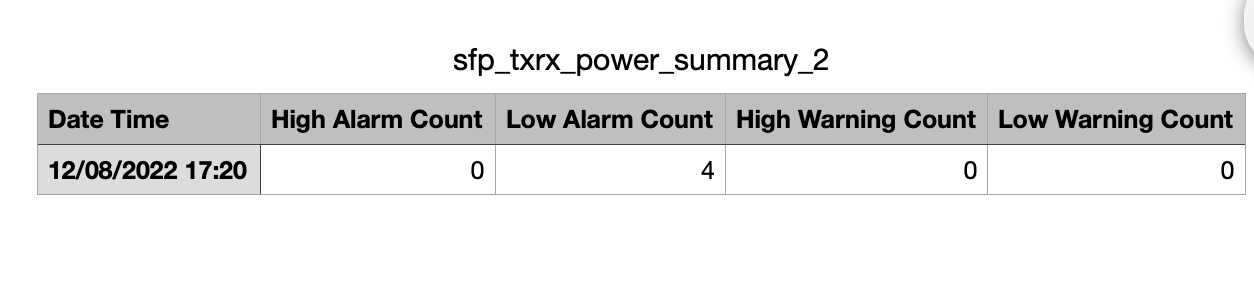 sfp_txrx_power_summary_2
Date Time High Alarm Count Low Alarm Count High Warning Count Low Warning Count
12/08/2022 17:20 0 4 0 0